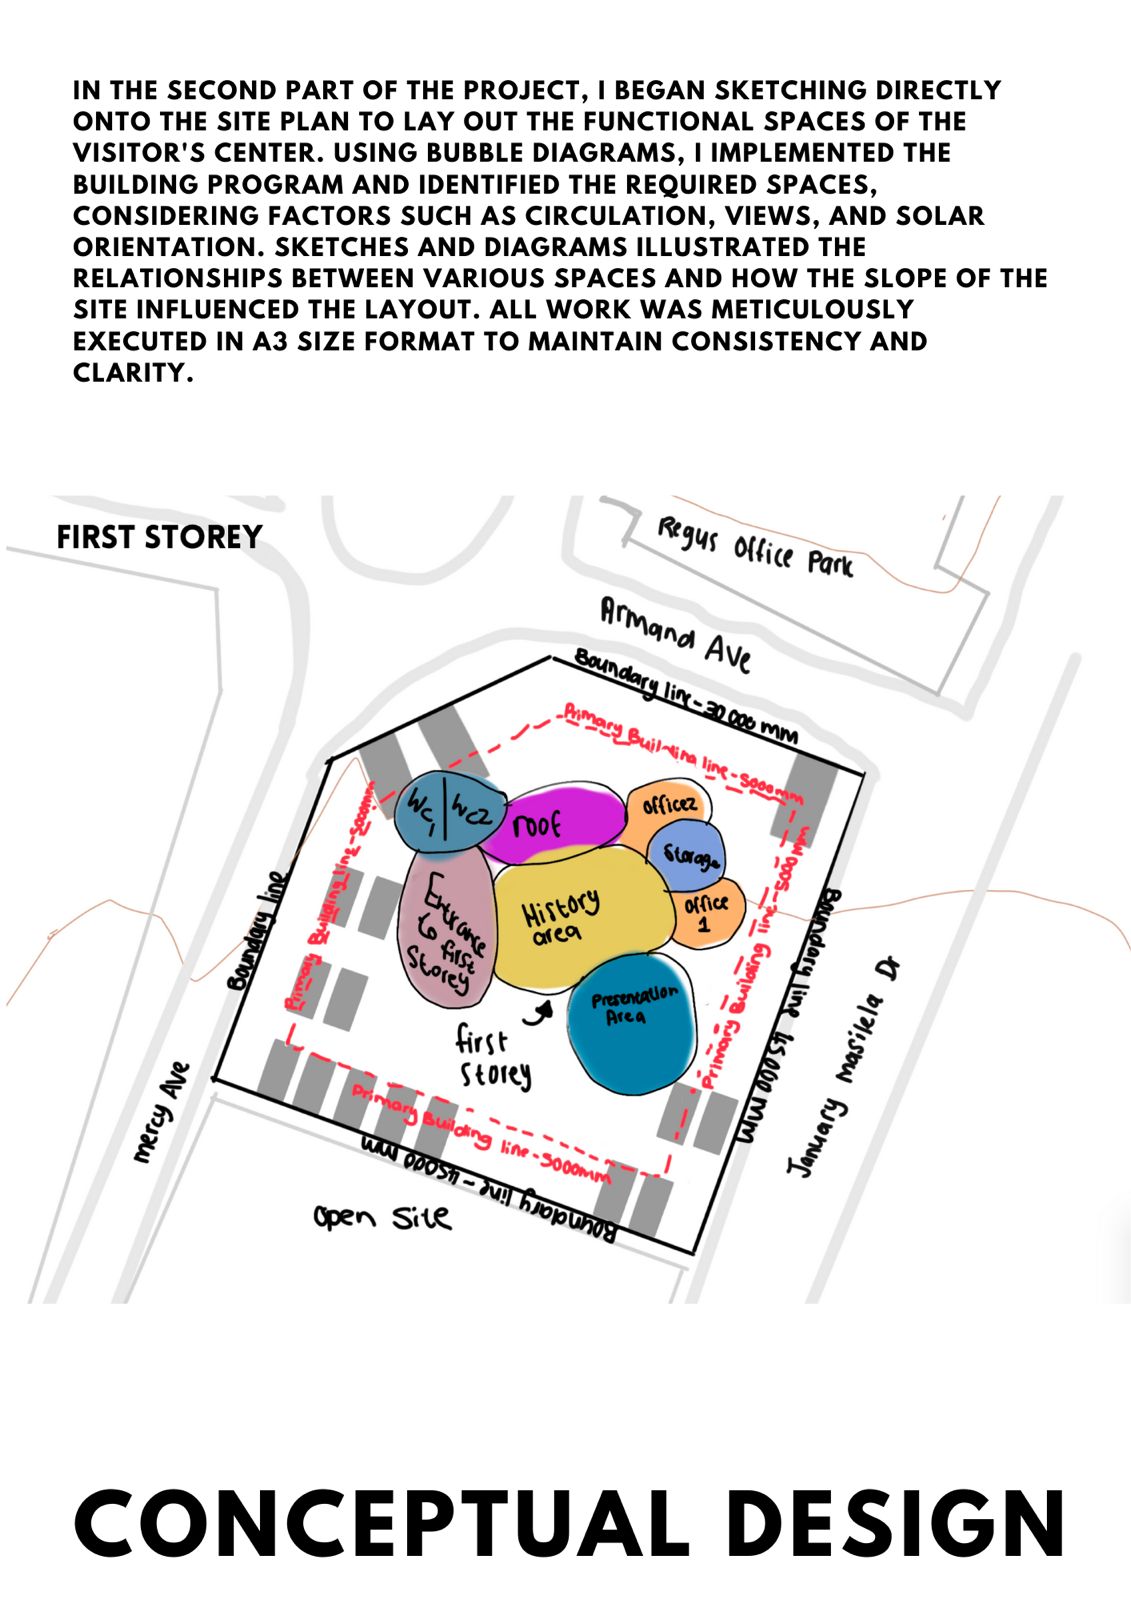 IN THE SECOND PART OF THE PROJECT, I BEGAN SKETCHING DIRECTLY
ONTO THE SITE PLAN TO LAY OUT THE FUNCTIONAL SPACES OF THE
VISITOR'S CENTER. USING BUBBLE DIAGRAMS, I IMPLEMENTED THE
BUILDING PROGRAM AND IDENTIFIED THE REQUIRED SPACES,
CONSIDERING FACTORS SUCH AS CIRCULATION, VIEWS, AND SOLAR
ORIENTATION. SKETCHES AND DIAGRAMS ILLUSTRATED THE
RELATIONSHIPS BETWEEN VARIOUS SPACES AND HOW THE SLOPE OF THE
SITE INFLUENCED THE LAYOUT. ALL WORK WAS METICULOUSLY
EXECUTED IN A3 SIZE FORMAT TO MAINTAIN CONSISTENCY AND
CLARITY.
FIRST STOREY
Regus Office Park
Armand Ave
Boundary line - 30 000 mm
Primary Building line - 5000mm
Primary Building line - 5000mm
Primary Building line - 5000 mm
WC
1
WC2
roof
Office2
Storage
Office
1
History
area
Entrance
to first
Storey
Presentation
Area
first
Storey
Boundary line
Boundary line 45000 mm
January masilela Dr
mercy Ave
Primary Building line - 5000mm
Boundary line - 45000 mm
open Site
CONCEPTUAL DESIGN